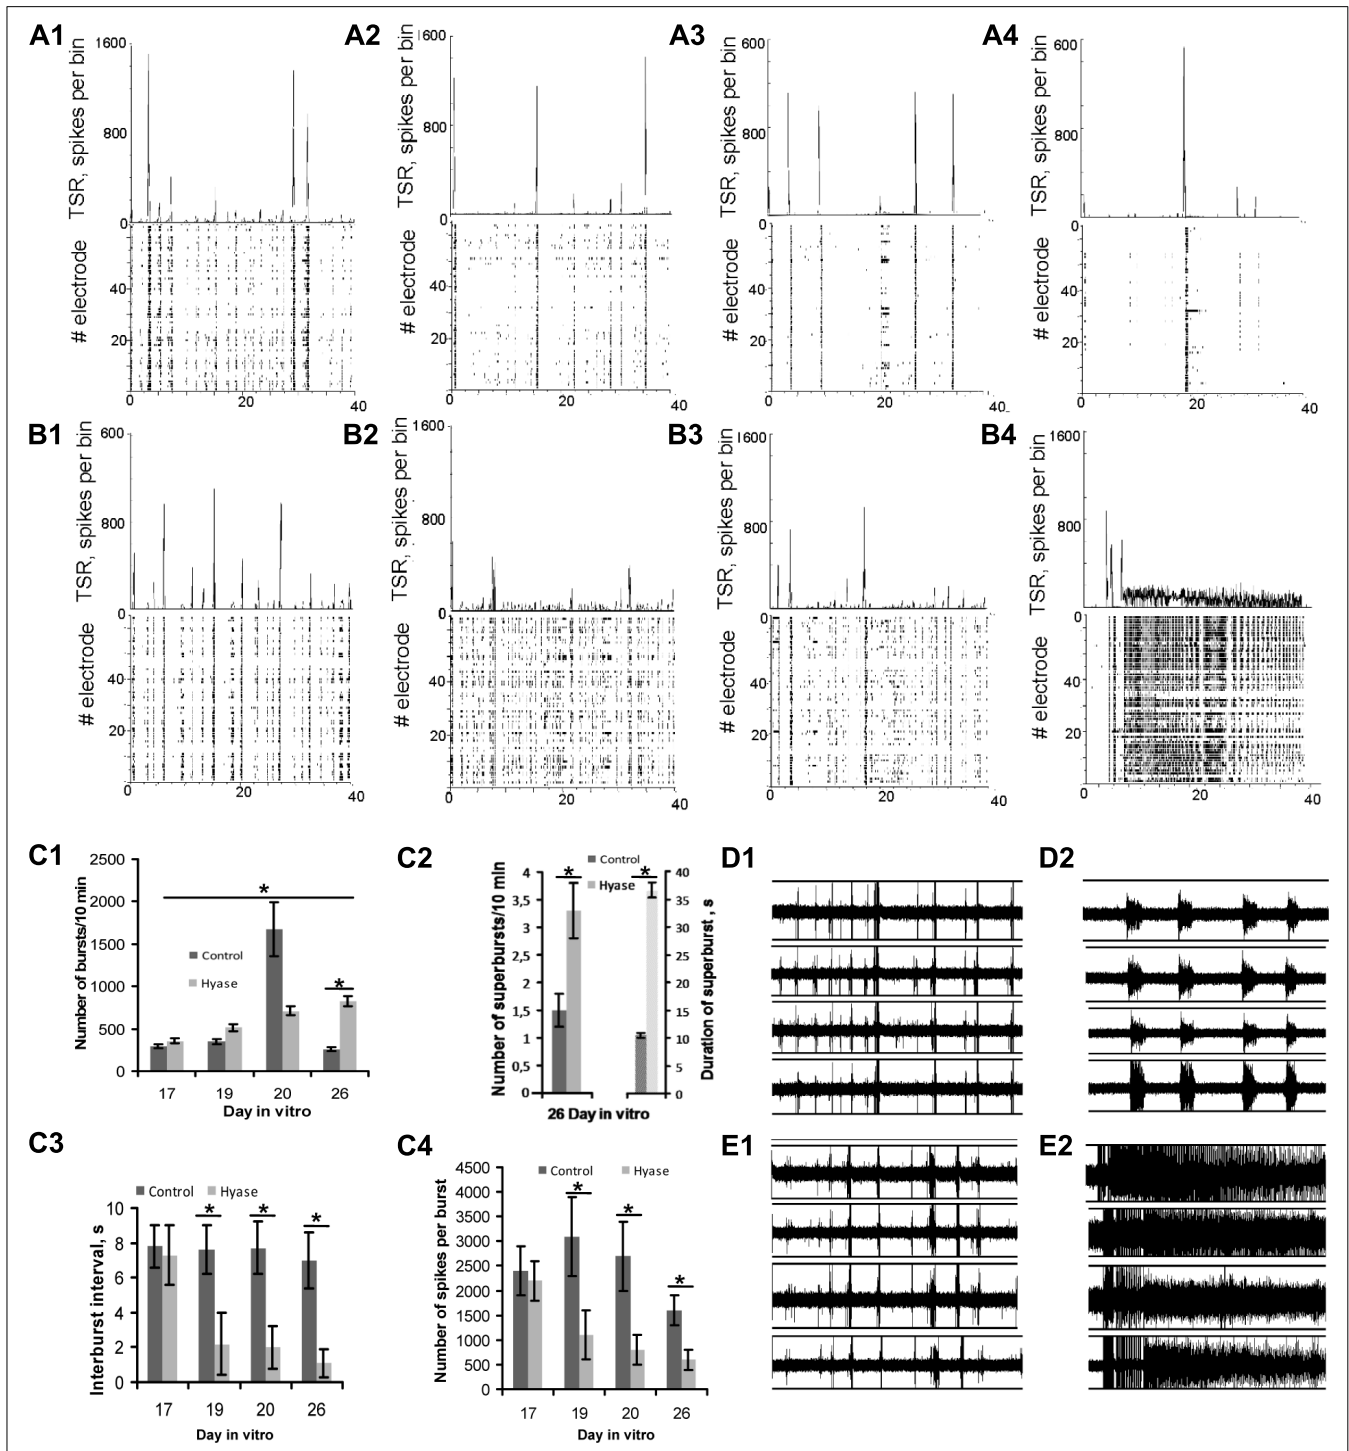 A1
TSR, spikes per bin
1600
800
0
# electrode
40
20
0
20
40
A2
TSR, spikes per bin
1600
800
0
# electrode
40
20
0
20
40
A3
TSR, spikes per bin
600
800
0
0
# electrode
40
20
0
20
40
A4
TSR, spikes per bin
600
800
0
0
# electrode
40
20
0
20
40
B1
TSR, spikes per bin
600
800
0
# electrode
40
20
0
20
40
B2
TSR, spikes per bin
1600
800
0
# electrode
40
20
0
20
40
B3
TSR, spikes per bin
1600
800
0
0
# electrode
40
20
0
20
40
B4
TSR, spikes per bin
1600
800
0
0
# electrode
40
20
0
20
40
C1
Number of bursts/10 min
2500
2000
1500
1000
500
0
*
*
Control
Hyase
17
19
20
26
Day in vitro
C2
Number of superbursts/10 min
4
3,5
3
2,5
2
1,5
1
0,5
0
*
*
Control
Hyase
40
35
30
25
20
15
10
5
0
Duration of superburst , s
26 Day in vitro
D1
D2
C3
Control
Hyase
Interburst interval, s
10
8
6
4
2
0
*
*
*
17
19
20
26
Day in vitro
C4
Control
Hyase
Number of spikes per burst
4500
4000
3500
3000
2500
2000
1500
1000
500
0
*
*
*
17
19
20
26
Day in vitro
E1
E2